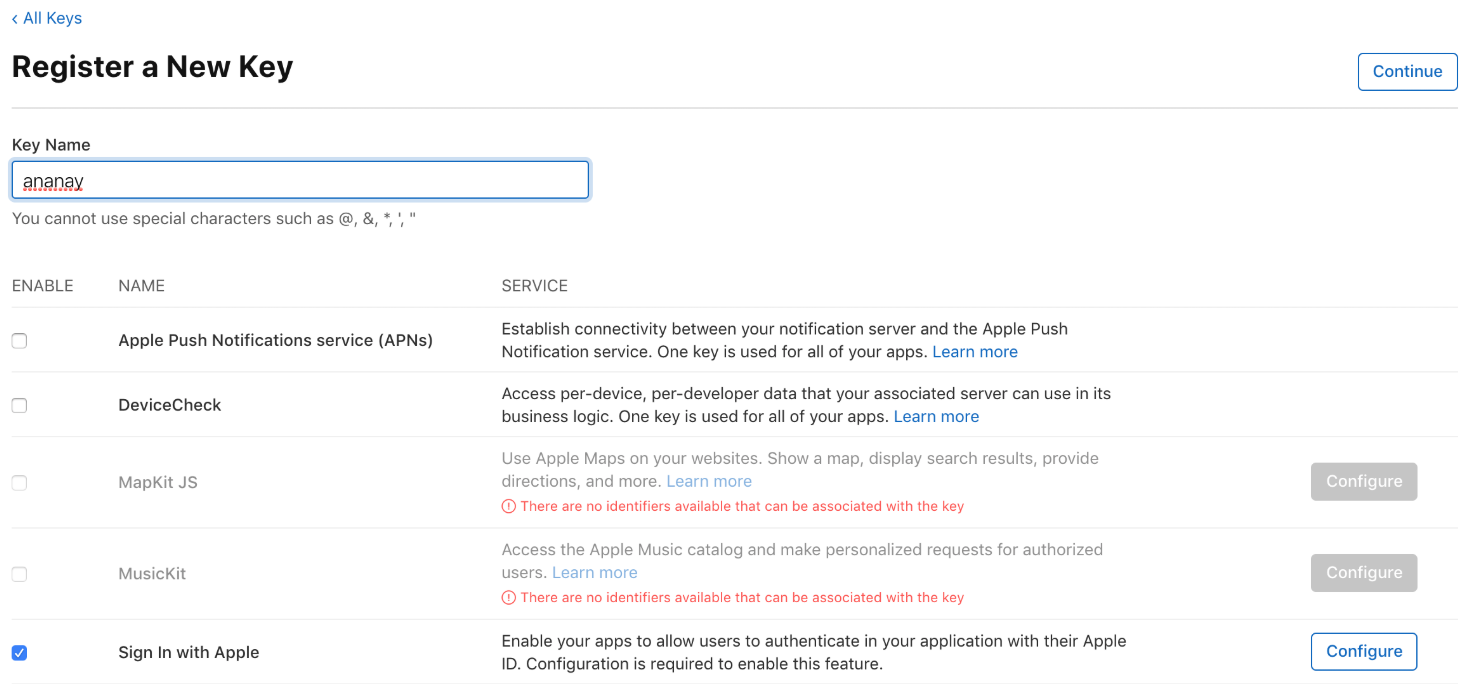 ‹ All Keys
Register a New Key
Continue
Key Name
ananay
You cannot use special characters such as @, &, *, ', "
ENABLE NAME SERVICE
Apple Push Notifications service (APNs)
Establish connectivity between your notification server and the Apple Push
Notification service. One key is used for all of your apps. Learn more
DeviceCheck
Access per-device, per-developer data that your associated server can use in its
business logic. One key is used for all of your apps. Learn more
MapKit JS
Use Apple Maps on your websites. Show a map, display search results, provide
directions, and more. Learn more
There are no identifiers available that can be associated with the key
Configure
MusicKit
Access the Apple Music catalog and make personalized requests for authorized
users. Learn more
There are no identifiers available that can be associated with the key
Configure
Sign In with Apple
Enable your apps to allow users to authenticate in your application with their Apple
ID. Configuration is required to enable this feature.
Configure